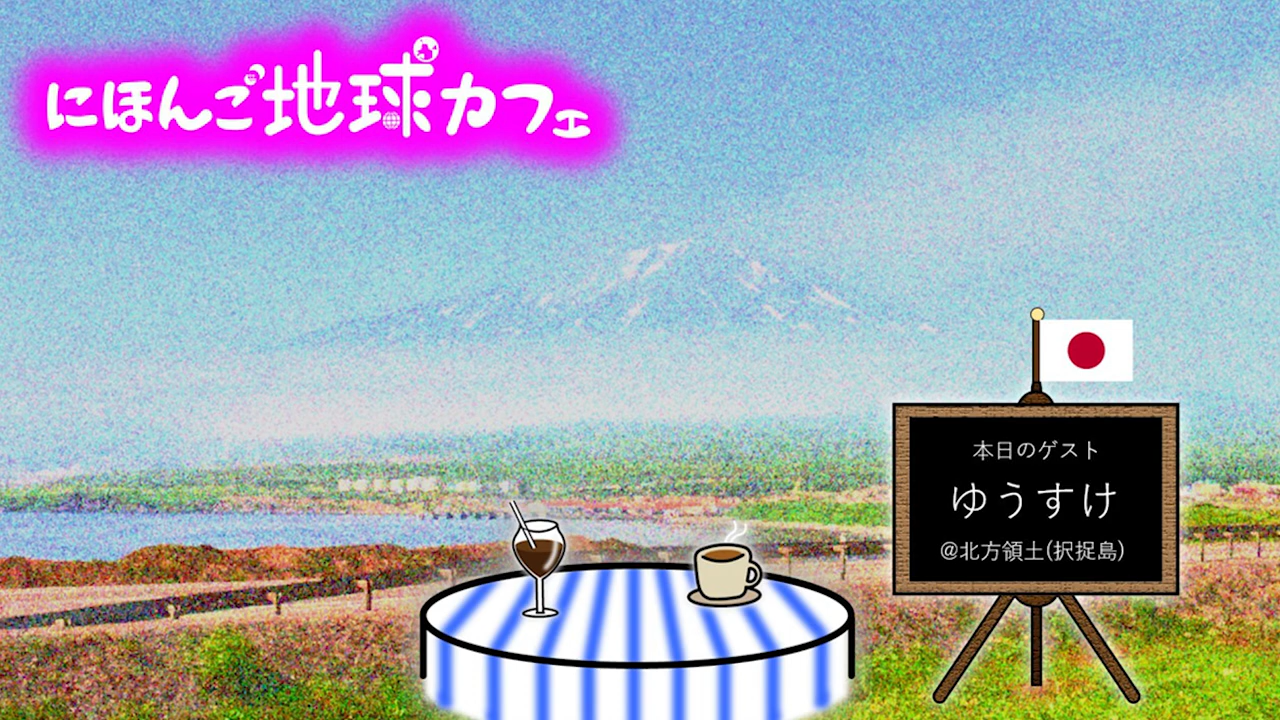 にほんご地球カフェ
本日のゲスト
ゆうすけ
@北方領土(択捉島)